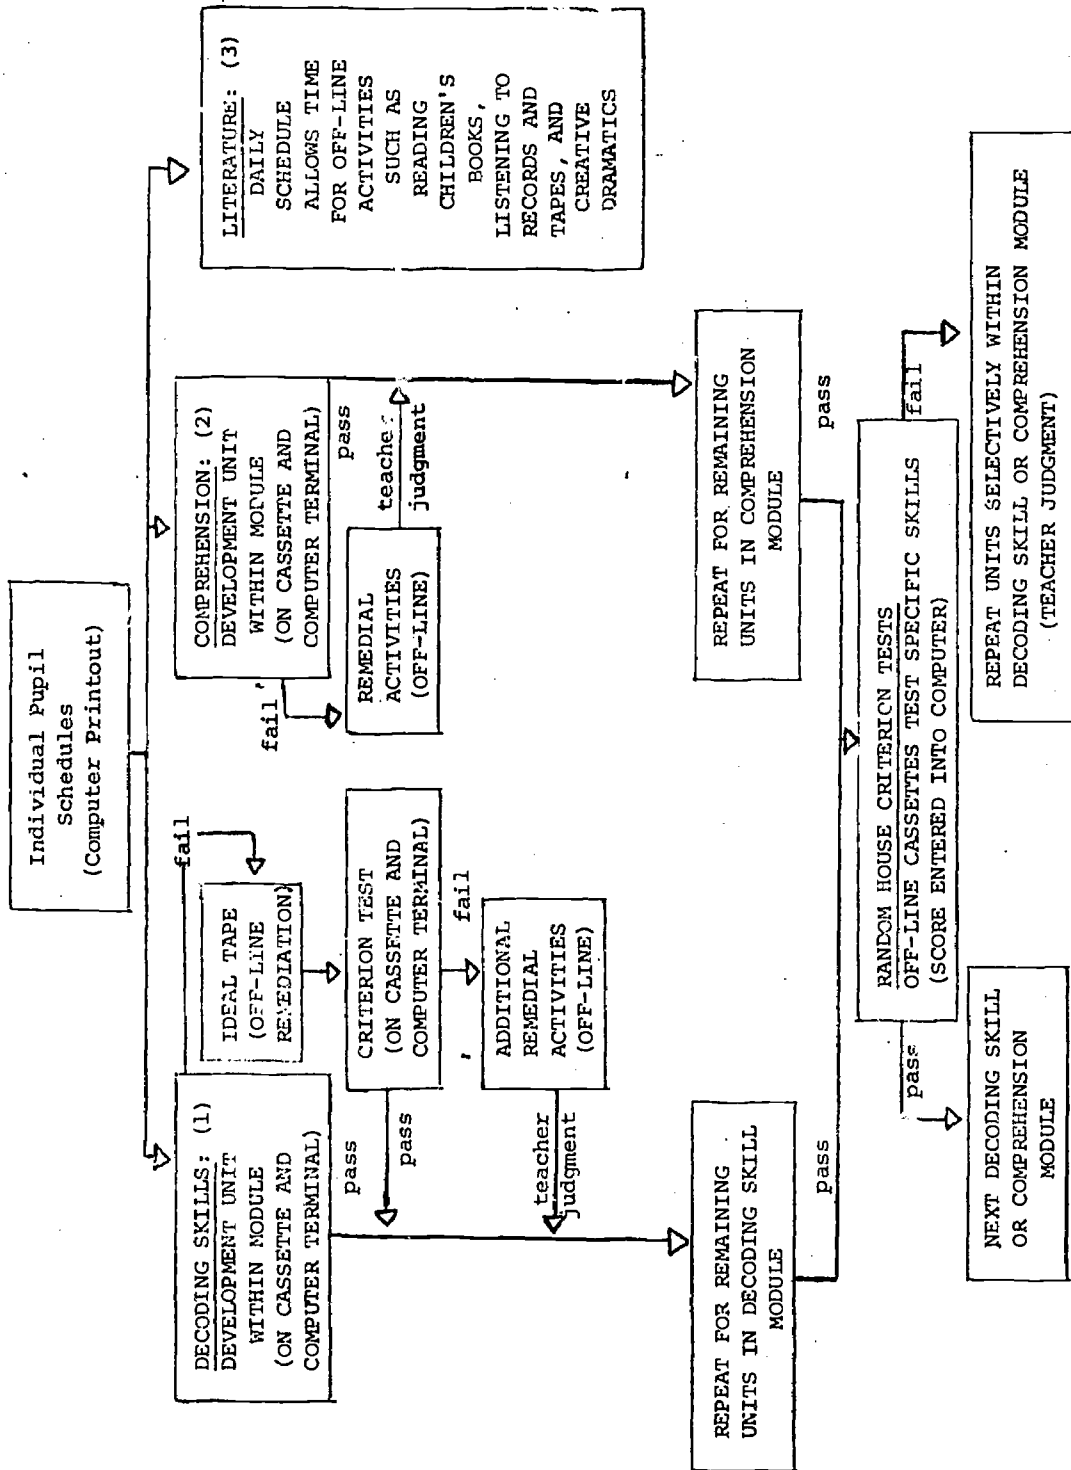 Individual Pupil
Schedules
(Computer Printout)
DECODING SKILLS: (1)
DEVELOPMENT UNIT
WITHIN MODULE
(ON CASSETTE AND
COMPUTER TERMINAL)
fail
IDEAL TAPE
(OFF-LINE
REMEDIATION)
pass
CRITERION TEST
(ON CASSETTE AND
COMPUTER TERMINAL)
pass
fail
ADDITIONAL
REMEDIAL
ACTIVITIES
(OFF-LINE)
teacher
judgment
REPEAT FOR REMAINING
UNITS IN DECODING SKILL
MODULE
pass
COMPREHENSION: (2)
DEVELOPMENT UNIT
WITHIN MODULE
(ON CASSETTE AND
COMPUTER TERMINAL)
fail
pass
REMEDIAL
ACTIVITIES
(OFF-LINE)
teacher
judgment
REPEAT FOR REMAINING
UNITS IN COMPREHENSION
MODULE
pass
LITERATURE: (3)
DAILY
SCHEDULE
ALLOWS TIME
FOR OFF-LINE
ACTIVITIES
SUCH AS
READING
CHILDREN'S
BOOKS,
LISTENING TO
RECORDS AND
TAPES, AND
CREATIVE
DRAMATICS
RANDOM HOUSE CRITERION TESTS
OFF-LINE CASSETTES TEST SPECIFIC SKILLS
(SCORE ENTERED INTO COMPUTER)
pass
fail
NEXT DECODING SKILL
OR COMPREHENSION
MODULE
REPEAT UNITS SELECTIVELY WITHIN
DECODING SKILL OR COMPREHENSION MODULE
(TEACHER JUDGMENT)